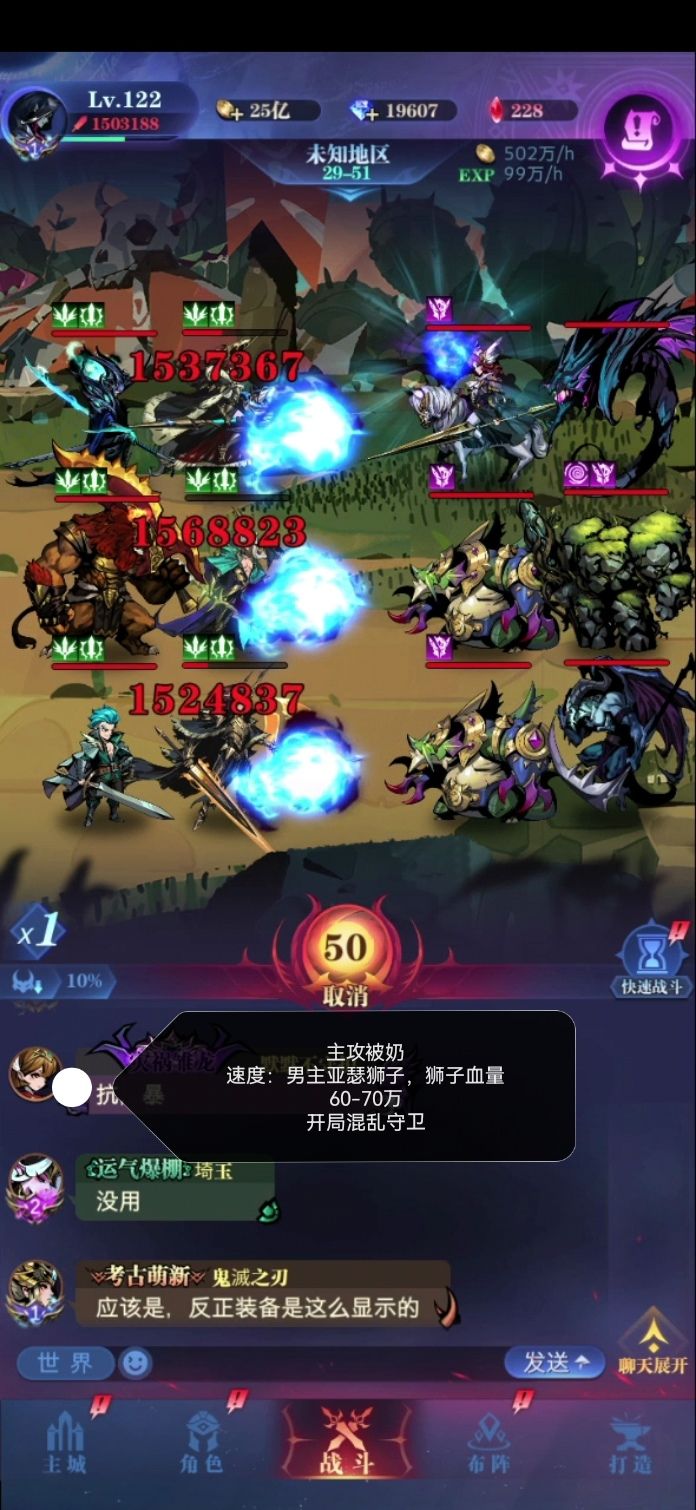 Lv.122
1503188
25亿
19607
228
1
未知地区
29-51
502万/h
EXP 99万/h
1537367
1568823
1524837
x1
50
取消
快速战斗
10%
主攻被奶
速度：男主亚瑟狮子，狮子血量
60-70万
开局混乱守卫
抗 暴
运气爆棚 埼玉
没用
2
考古萌新 鬼滅之刃
应该是，反正装备是这么显示的
1
世界
发送
聊天展开
主城
角色
战斗
布阵
打造